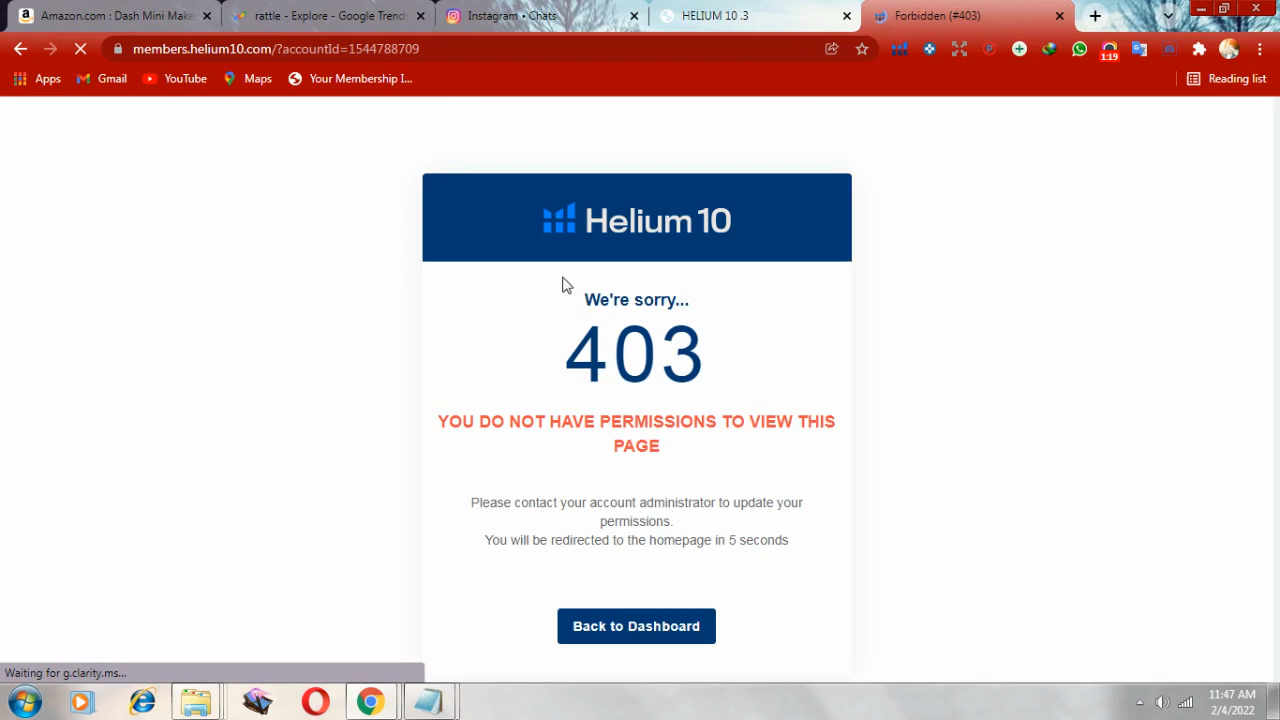 Amazon.com : Dash Mini Make
rattle - Explore - Google Trend
Instagram • Chats
HELIUM 10 .3
Forbidden (#403)
members.helium10.com/?accountId=1544788709
1:19
Apps
Gmail
YouTube
Maps
Your Membership I...
Reading list
Helium 10
We're sorry...
403
YOU DO NOT HAVE PERMISSIONS TO VIEW THIS
PAGE
Please contact your account administrator to update your
permissions.
You will be redirected to the homepage in 5 seconds
Back to Dashboard
Waiting for g.clarity.ms...
11:47 AM
2/4/2022